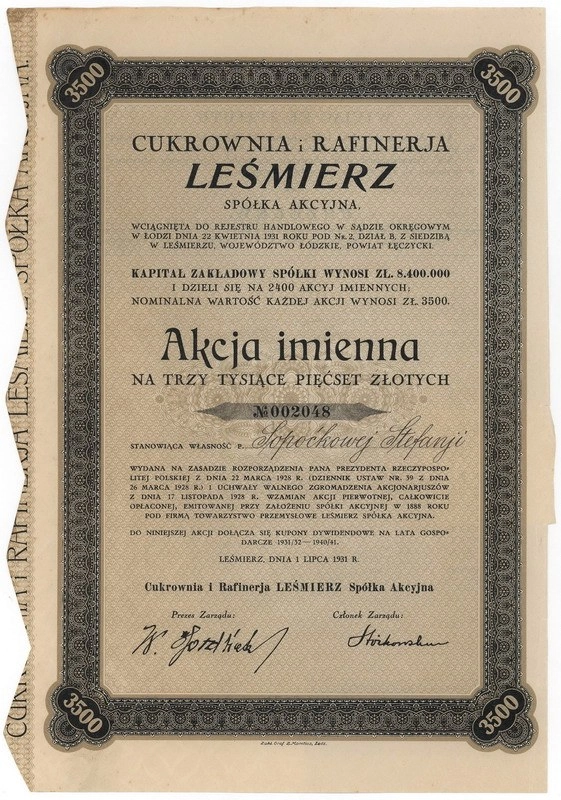 3500
3500
CUKROWNIA i RAFINERJA
LEŚMIERZ
SPÓŁKA AKCYJNA.
WCIĄGNIĘTA DO REJESTRU HANDLOWEGO W SĄDZIE OKRĘGOWYM
W ŁODZI DNIA 22 KWIETNIA 1931 ROKU POD Nr. 2, DZIAŁ B, Z SIEDZIBĄ
W LEŚMIERZU, WOJEWÓDZTWO ŁÓDZKIE, POWIAT ŁĘCZYCKI.
KAPITAŁ ZAKŁADOWY SPÓŁKI WYNOSI ZŁ. 8.400.000
I DZIELI SIĘ NA 2400 AKCYJ IMIENNYCH;
NOMINALNA WARTOŚĆ KAŻDEJ AKCJI WYNOSI ZŁ. 3500.
Akcja imienna
NA TRZY TYSIĄCE PIĘĆSET ZŁOTYCH
№002048
STANOWIĄCA WŁASNOŚĆ P. Sopoćkowej Stefanji
WYDANA NA ZASADZIE ROZPORZĄDZENIA PANA PREZYDENTA RZECZYPOSPO-
LITEJ POLSKIEJ Z DNIA 22 MARCA 1928 R. (DZIENNIK USTAW NR. 39 Z DNIA
26 MARCA 1928 R.) I UCHWAŁY WALNEGO ZGROMADZENIA AKCJONARJUSZÓW
Z DNIA 17 LISTOPADA 1928 R. WZAMIAN AKCJI PIERWOTNEJ, CAŁKOWICIE
OPŁACONEJ, EMITOWANEJ PRZY ZAŁOŻENIU SPÓŁKI AKCYJNEJ W 1888 ROKU
POD FIRMĄ TOWARZYSTWO PRZEMYSŁOWE LEŚMIERZ SPÓŁKA AKCYJNA.
DO NINIEJSZEJ AKCJI DOŁĄCZA SIĘ KUPONY DYWIDENDOWE NA LATA GOSPO-
DARCZE 1931/32 — 1940/41.
LEŚMIERZ, DNIA 1 LIPCA 1931 R.
Cukrownia i Rafinerja LEŚMIERZ Spółka Akcyjna
Prezes Zarządu: Członek Zarządu:
3500
3500